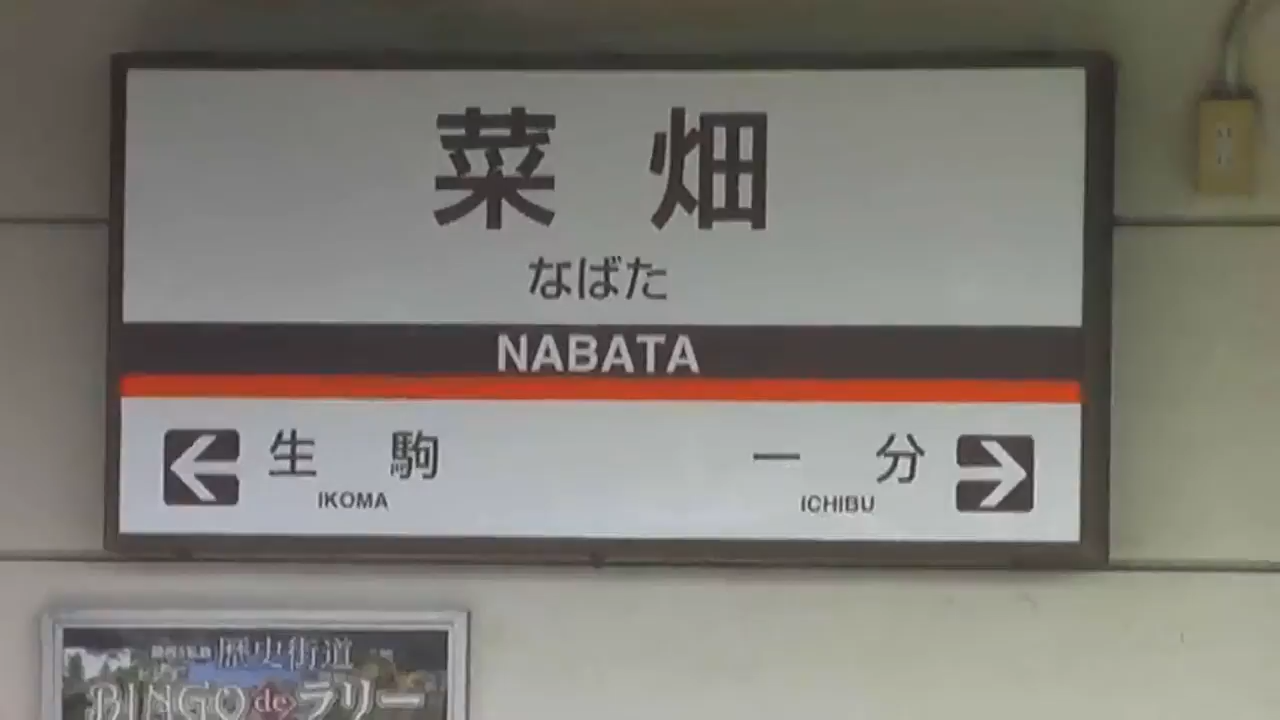 菜畑
なばた
NABATA
生駒 一分
IKOMA ICHIBU
歴史街道
BINGO de ラリー